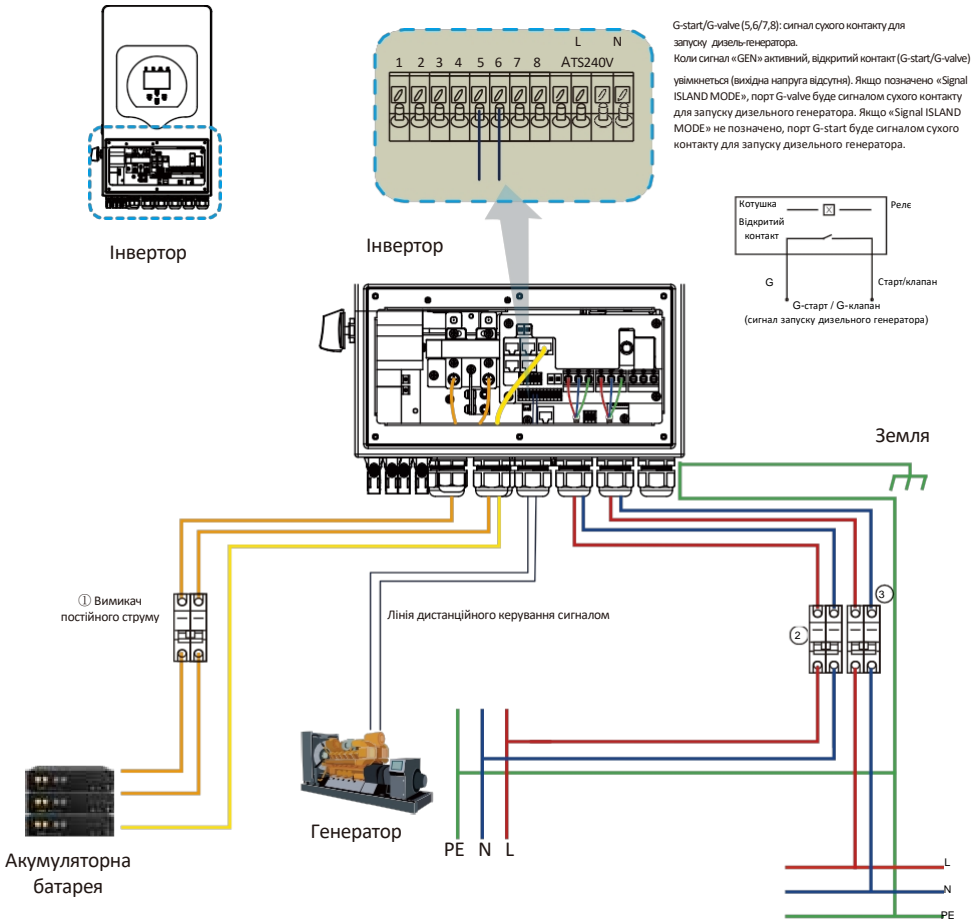 G-start/G-valve (5,6/7,8): сигнал сухого контакту для
запуску дизель-генератора.
Коли сигнал «GEN» активний, відкритий контакт (G-start/G-valve)
увімкнеться (вихідна напруга відсутня). Якщо позначено «Signal
ISLAND MODE», порт G-valve буде сигналом сухого контакту
для запуску дизельного генератора. Якщо «Signal ISLAND
MODE» не позначено, порт G-start буде сигналом сухого
контакту для запуску дизельного генератора.
L N
1 2 3 4 5 6 7 8 ATS240V
Інвертор
Інвертор
Котушка
Реле
Відкритий
контакт
G
Старт/клапан
G-старт / G-клапан
(сигнал запуску дизельного генератора)
Земля
① Вимикач
постійного струму
Лінія дистанційного керування сигналом
2
3
Генератор
PE N L
Акумуляторна
батарея
L
N
PE